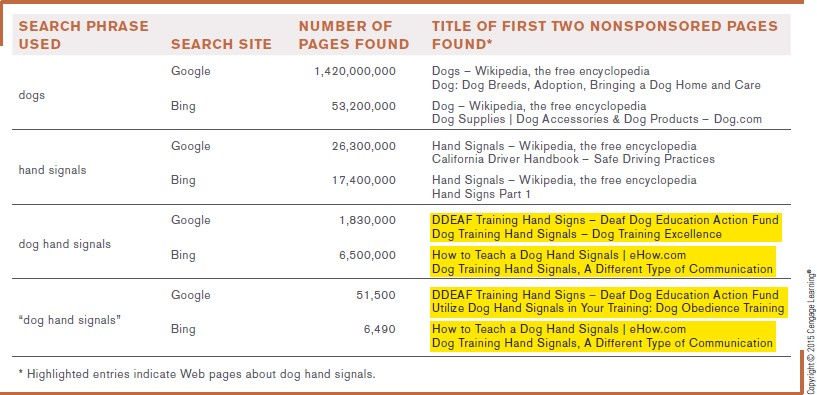 SEARCH PHRASE USED
SEARCH SITE
NUMBER OF PAGES FOUND
TITLE OF FIRST TWO NONSPONSORED PAGES FOUND*
dogs
Google
1,420,000,000
Dogs – Wikipedia, the free encyclopedia
Dog: Dog Breeds, Adoption, Bringing a Dog Home and Care
Bing
53,200,000
Dog – Wikipedia, the free encyclopedia
Dog Supplies | Dog Accessories & Dog Products – Dog.com
hand signals
Google
26,300,000
Hand Signals – Wikipedia, the free encyclopedia
California Driver Handbook – Safe Driving Practices
Bing
17,400,000
Hand Signals – Wikipedia, the free encyclopedia
Hand Signs Part 1
dog hand signals
Google
1,830,000
DDEAF Training Hand Signs – Deaf Dog Education Action Fund
Dog Training Hand Signals – Dog Training Excellence
Bing
6,500,000
How to Teach a Dog Hand Signals | eHow.com
Dog Training Hand Signals, A Different Type of Communication
“dog hand signals”
Google
51,500
DDEAF Training Hand Signs – Deaf Dog Education Action Fund
Utilize Dog Hand Signals in Your Training: Dog Obedience Training
Bing
6,490
How to Teach a Dog Hand Signals | eHow.com
Dog Training Hand Signals, A Different Type of Communication
* Highlighted entries indicate Web pages about dog hand signals.
Copyright © 2015 Cengage Learning®